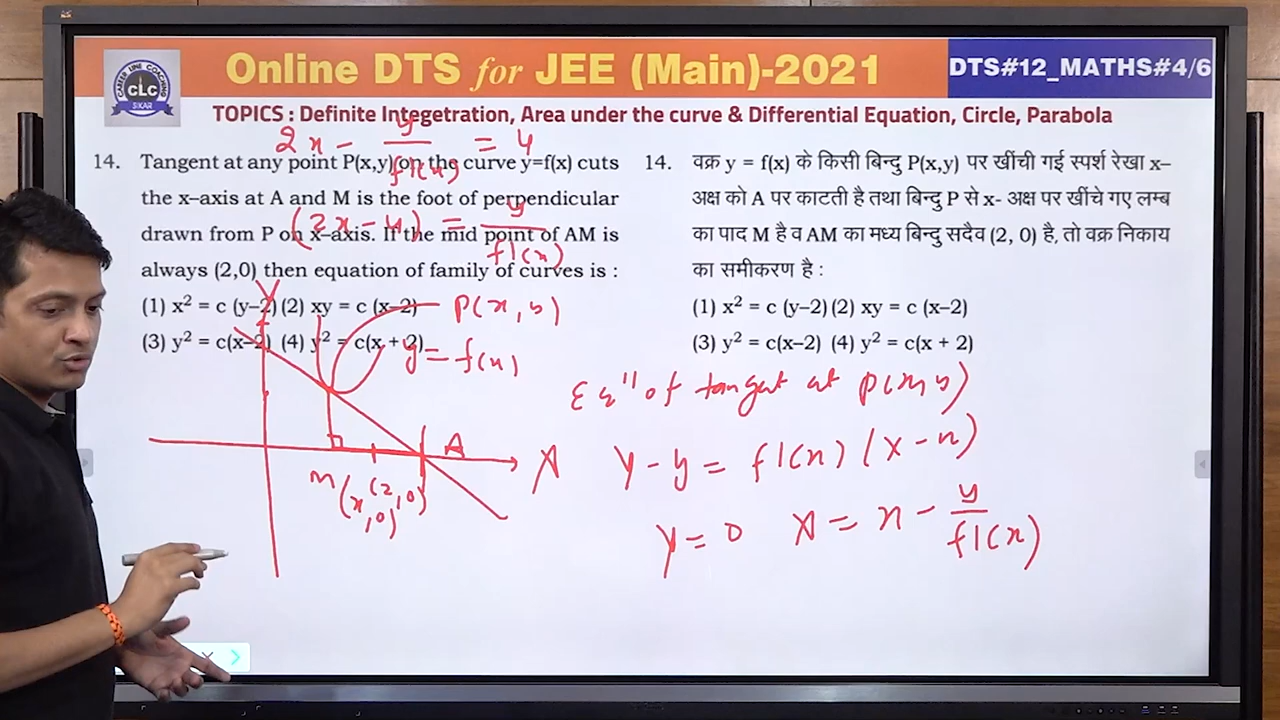 Online DTS for JEE (Main)-2021
DTS#12_MATHS#4/6
CAREER LINE COACHING
CLC
SIKAR
TOPICS : Definite Integetration, Area under the curve & Differential Equation, Circle, Parabola
14. Tangent at any point P(x,y) on the curve y=f(x) cuts
the x–axis at A and M is the foot of perpendicular
drawn from P on x–axis. If the mid point of AM is
always (2,0) then equation of family of curves is :
(1) x² = c (y–2) (2) xy = c (x–2)
(3) y² = c(x–2) (4) y² = c(x + 2)
14. वक्र y = f(x) के किसी बिन्दु P(x,y) पर खींची गई स्पर्श रेखा x–
अक्ष को A पर काटती है तथा बिन्दु P से x- अक्ष पर खींचे गए लम्ब
का पाद M है व AM का मध्य बिन्दु सदैव (2, 0) है, तो वक्र निकाय
का समीकरण है :
(1) x² = c (y–2) (2) xy = c (x–2)
(3) y² = c(x–2) (4) y² = c(x + 2)
2x - y/f'(x) = 4
(2x - 4) = y/f'(x)
Y
P(x, y)
y = f(x)
A
X
M
(x, 0)
(2, 0)
Eqⁿ of tangent at P(x, y)
Y - y = f'(x) (X - x)
Y = 0 X = x - y/f'(x)